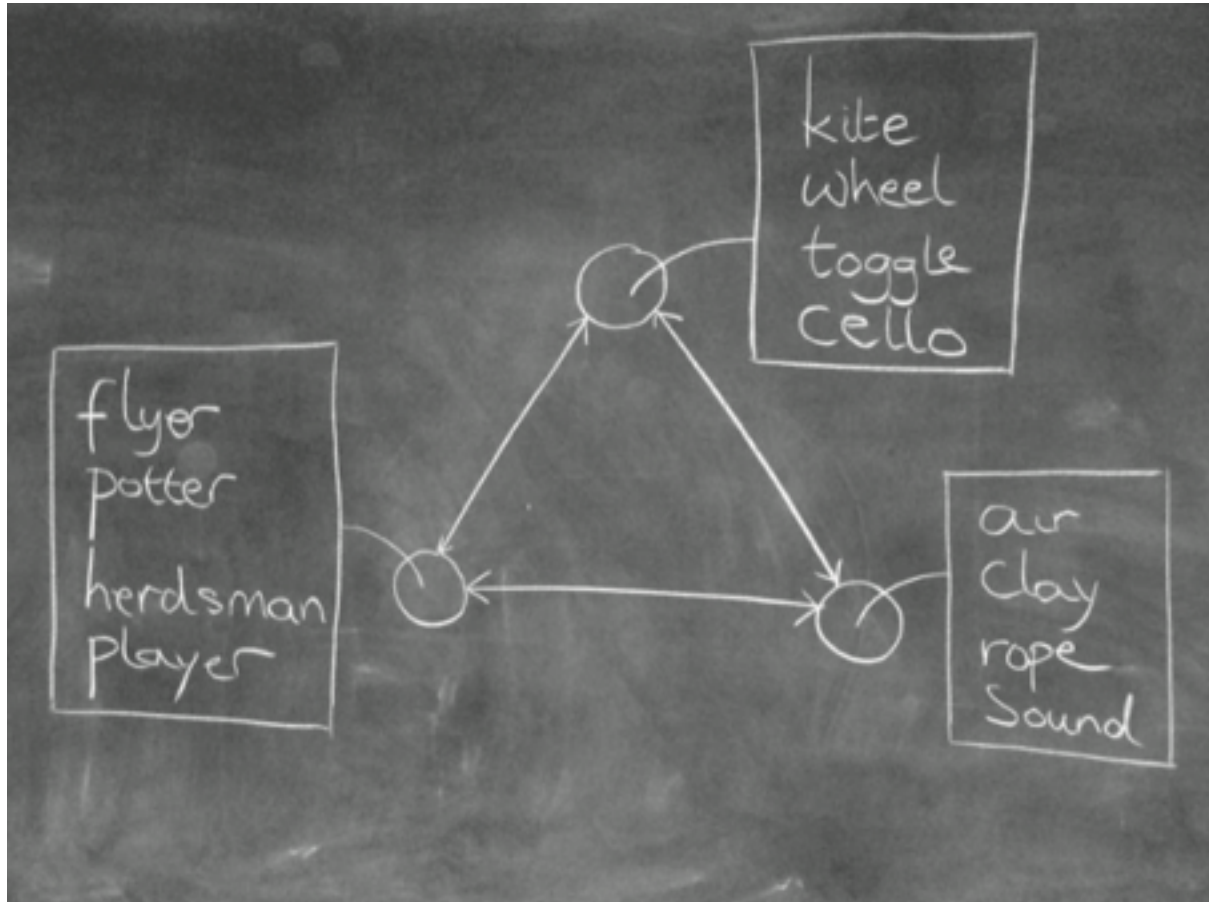 kite
wheel
toggle
cello
flyer
potter
herdsman
player
air
clay
rope
Sound